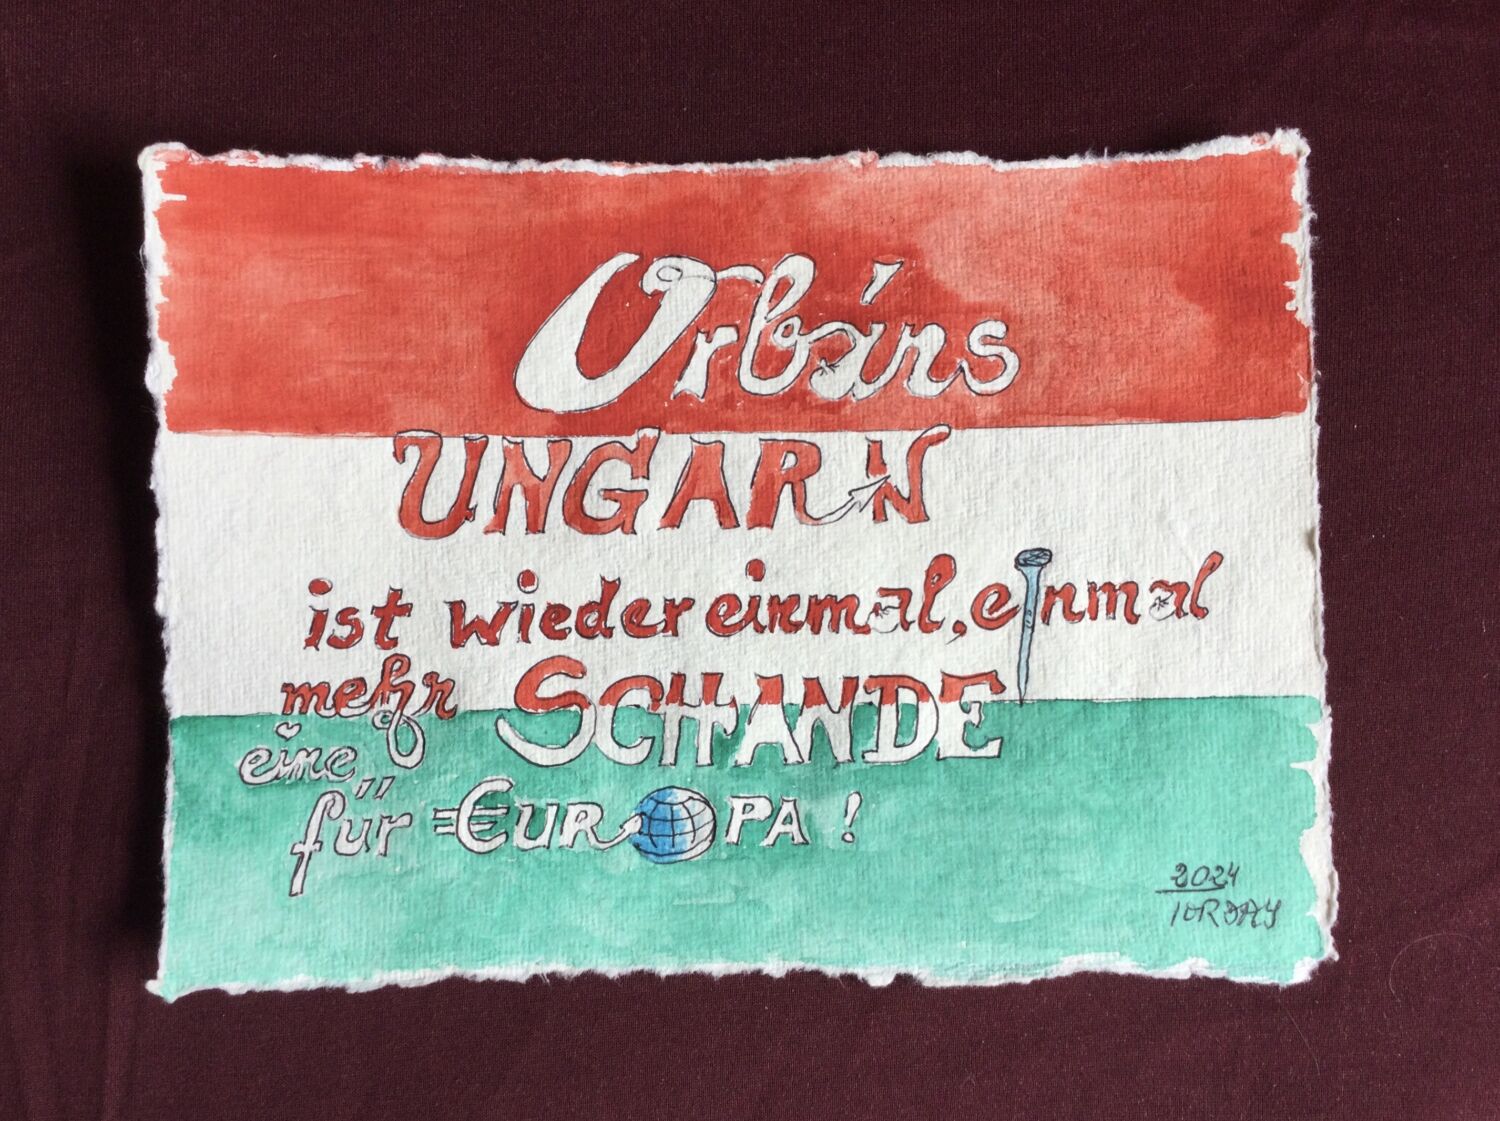 Orbáns
UNGARN
ist wieder einmal, einmal
mehr SCHANDE
eine
für €UROPA!
2024
IORDAY